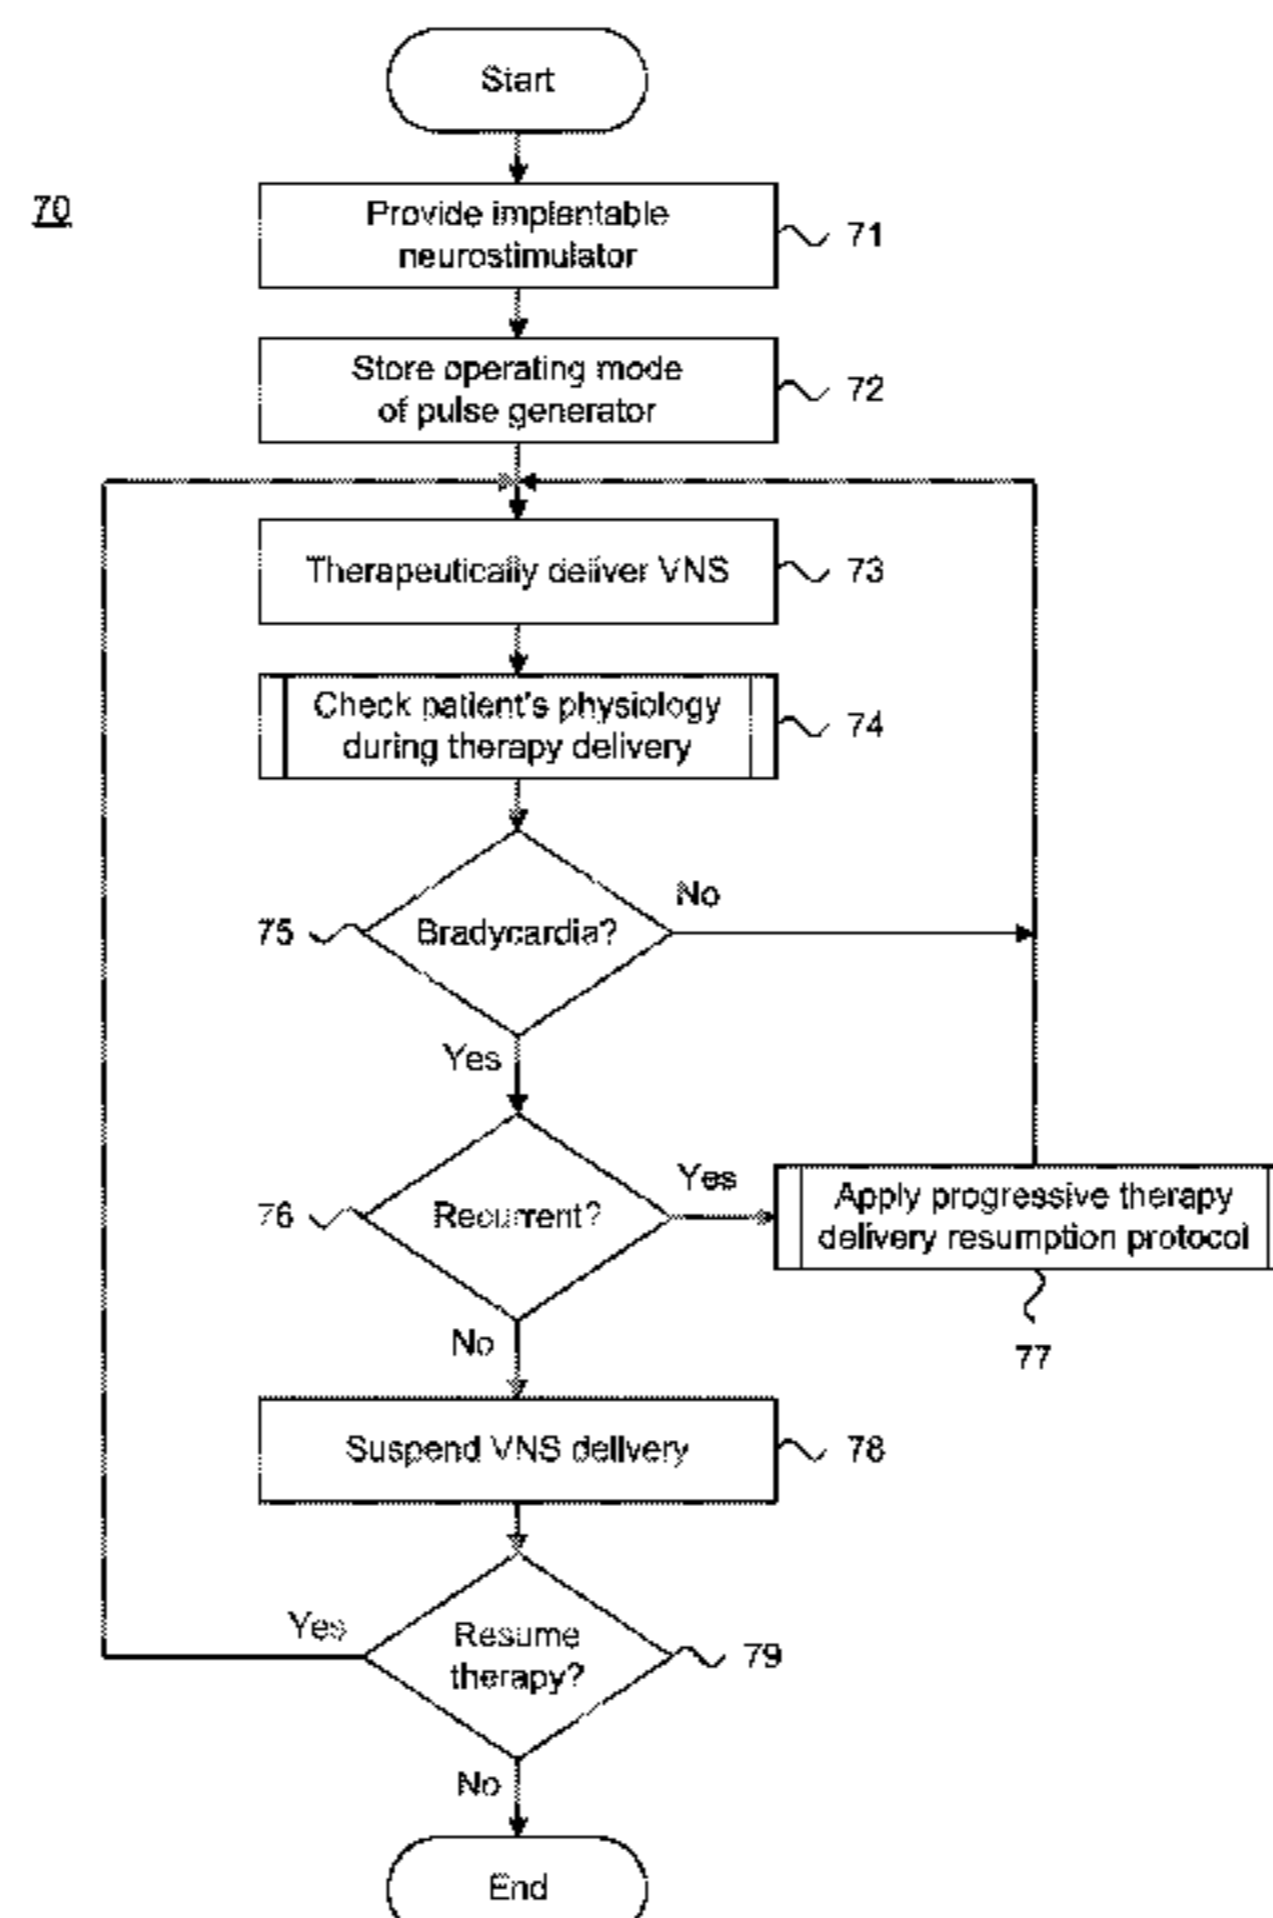 Start
70
Provide implantable
neurostimulator
71
Store operating mode
of pulse generator
72
Therapeutically deliver VNS
73
Check patient's physiology
during therapy delivery
74
No
75
Bradycardia?
Yes
Yes
76
Recurrent?
Apply progressive therapy
delivery resumption protocol
No
77
Suspend VNS delivery
78
Yes
Resume
therapy?
79
No
End